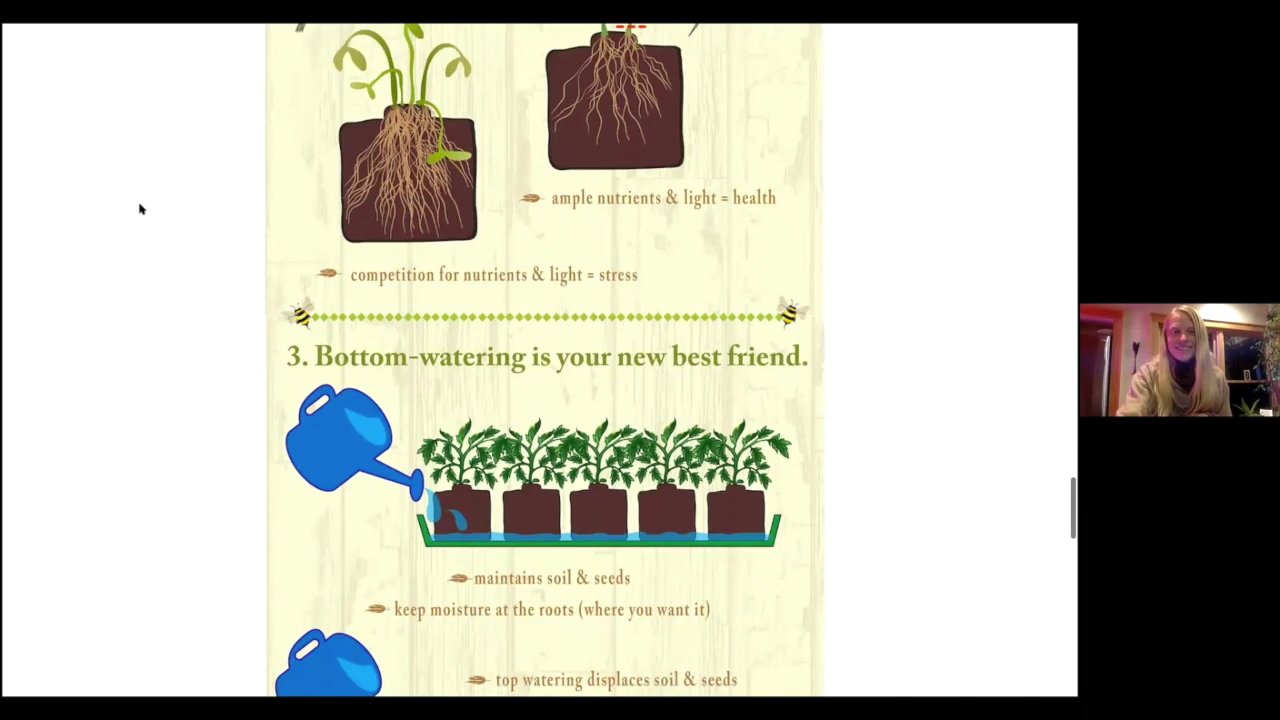 ample nutrients & light = health
competition for nutrients & light = stress
3. Bottom-watering is your new best friend.
maintains soil & seeds
keep moisture at the roots (where you want it)
top watering displaces soil & seeds